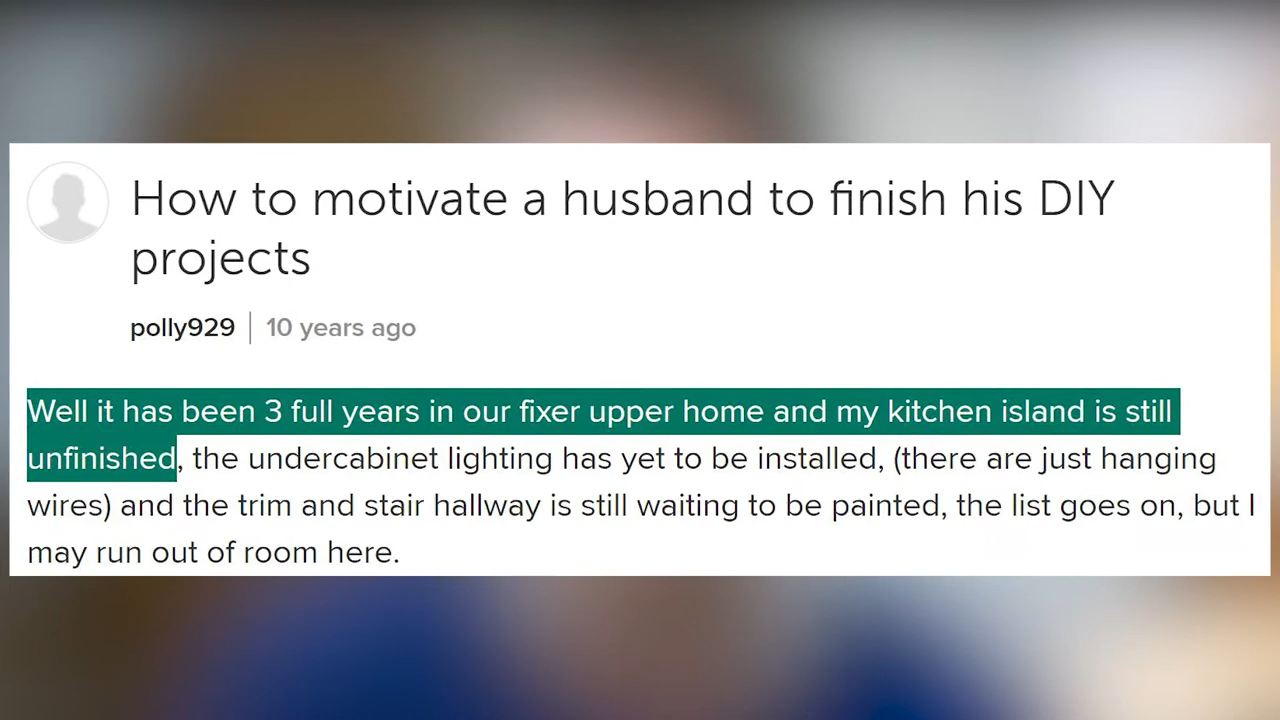 How to motivate a husband to finish his DIY
projects
polly929 | 10 years ago
Well it has been 3 full years in our fixer upper home and my kitchen island is still
unfinished, the undercabinet lighting has yet to be installed, (there are just hanging
wires) and the trim and stair hallway is still waiting to be painted, the list goes on, but I
may run out of room here.